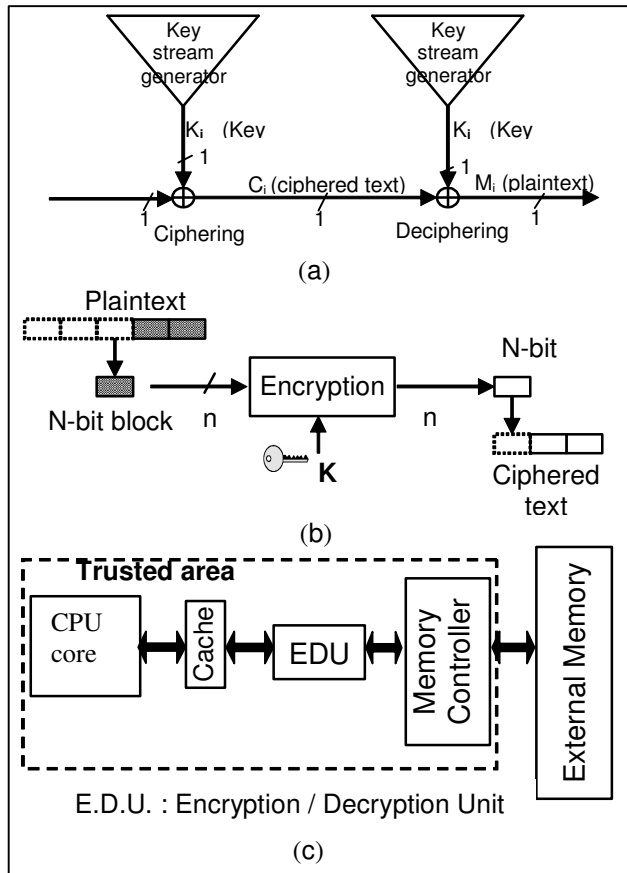 Key stream generator
Key stream generator
Kᵢ (Key
Kᵢ (Key
1
1
Cᵢ (ciphered text)
Mᵢ (plaintext)
1
1
1
Ciphering
Deciphering
(a)
Plaintext
N-bit block
n
Encryption
K
n
N-bit
Ciphered text
(b)
Trusted area
CPU core
Cache
EDU
Memory Controller
External Memory
E.D.U. : Encryption / Decryption Unit
(c)